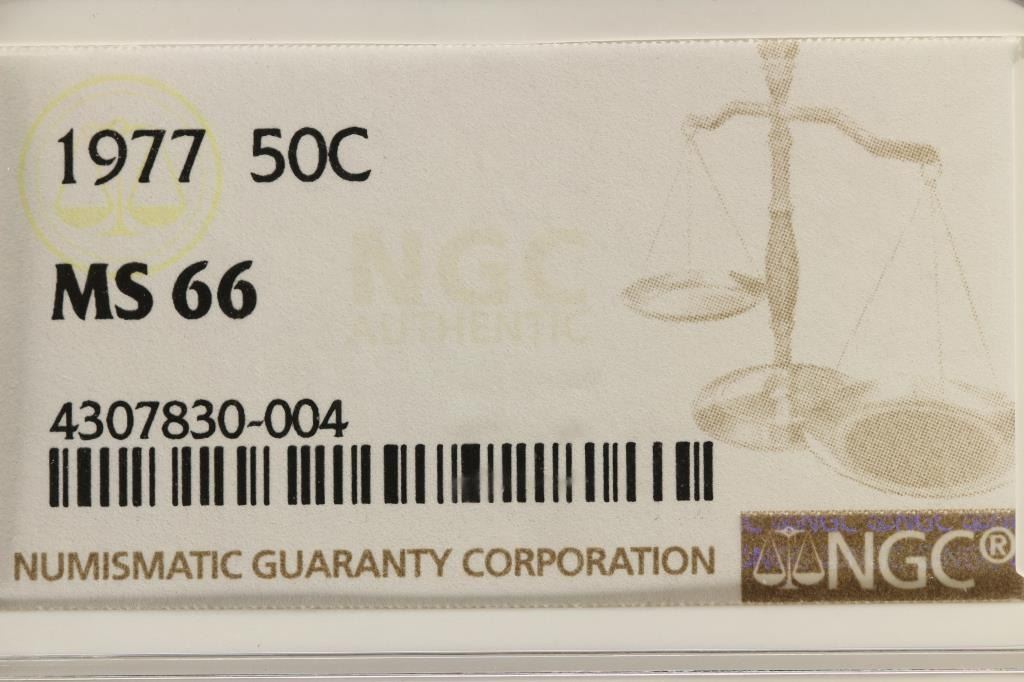 1977 50C
MS 66
NGC
AUTHENTIC
4307830-004
NUMISMATIC GUARANTY CORPORATION
NGC®